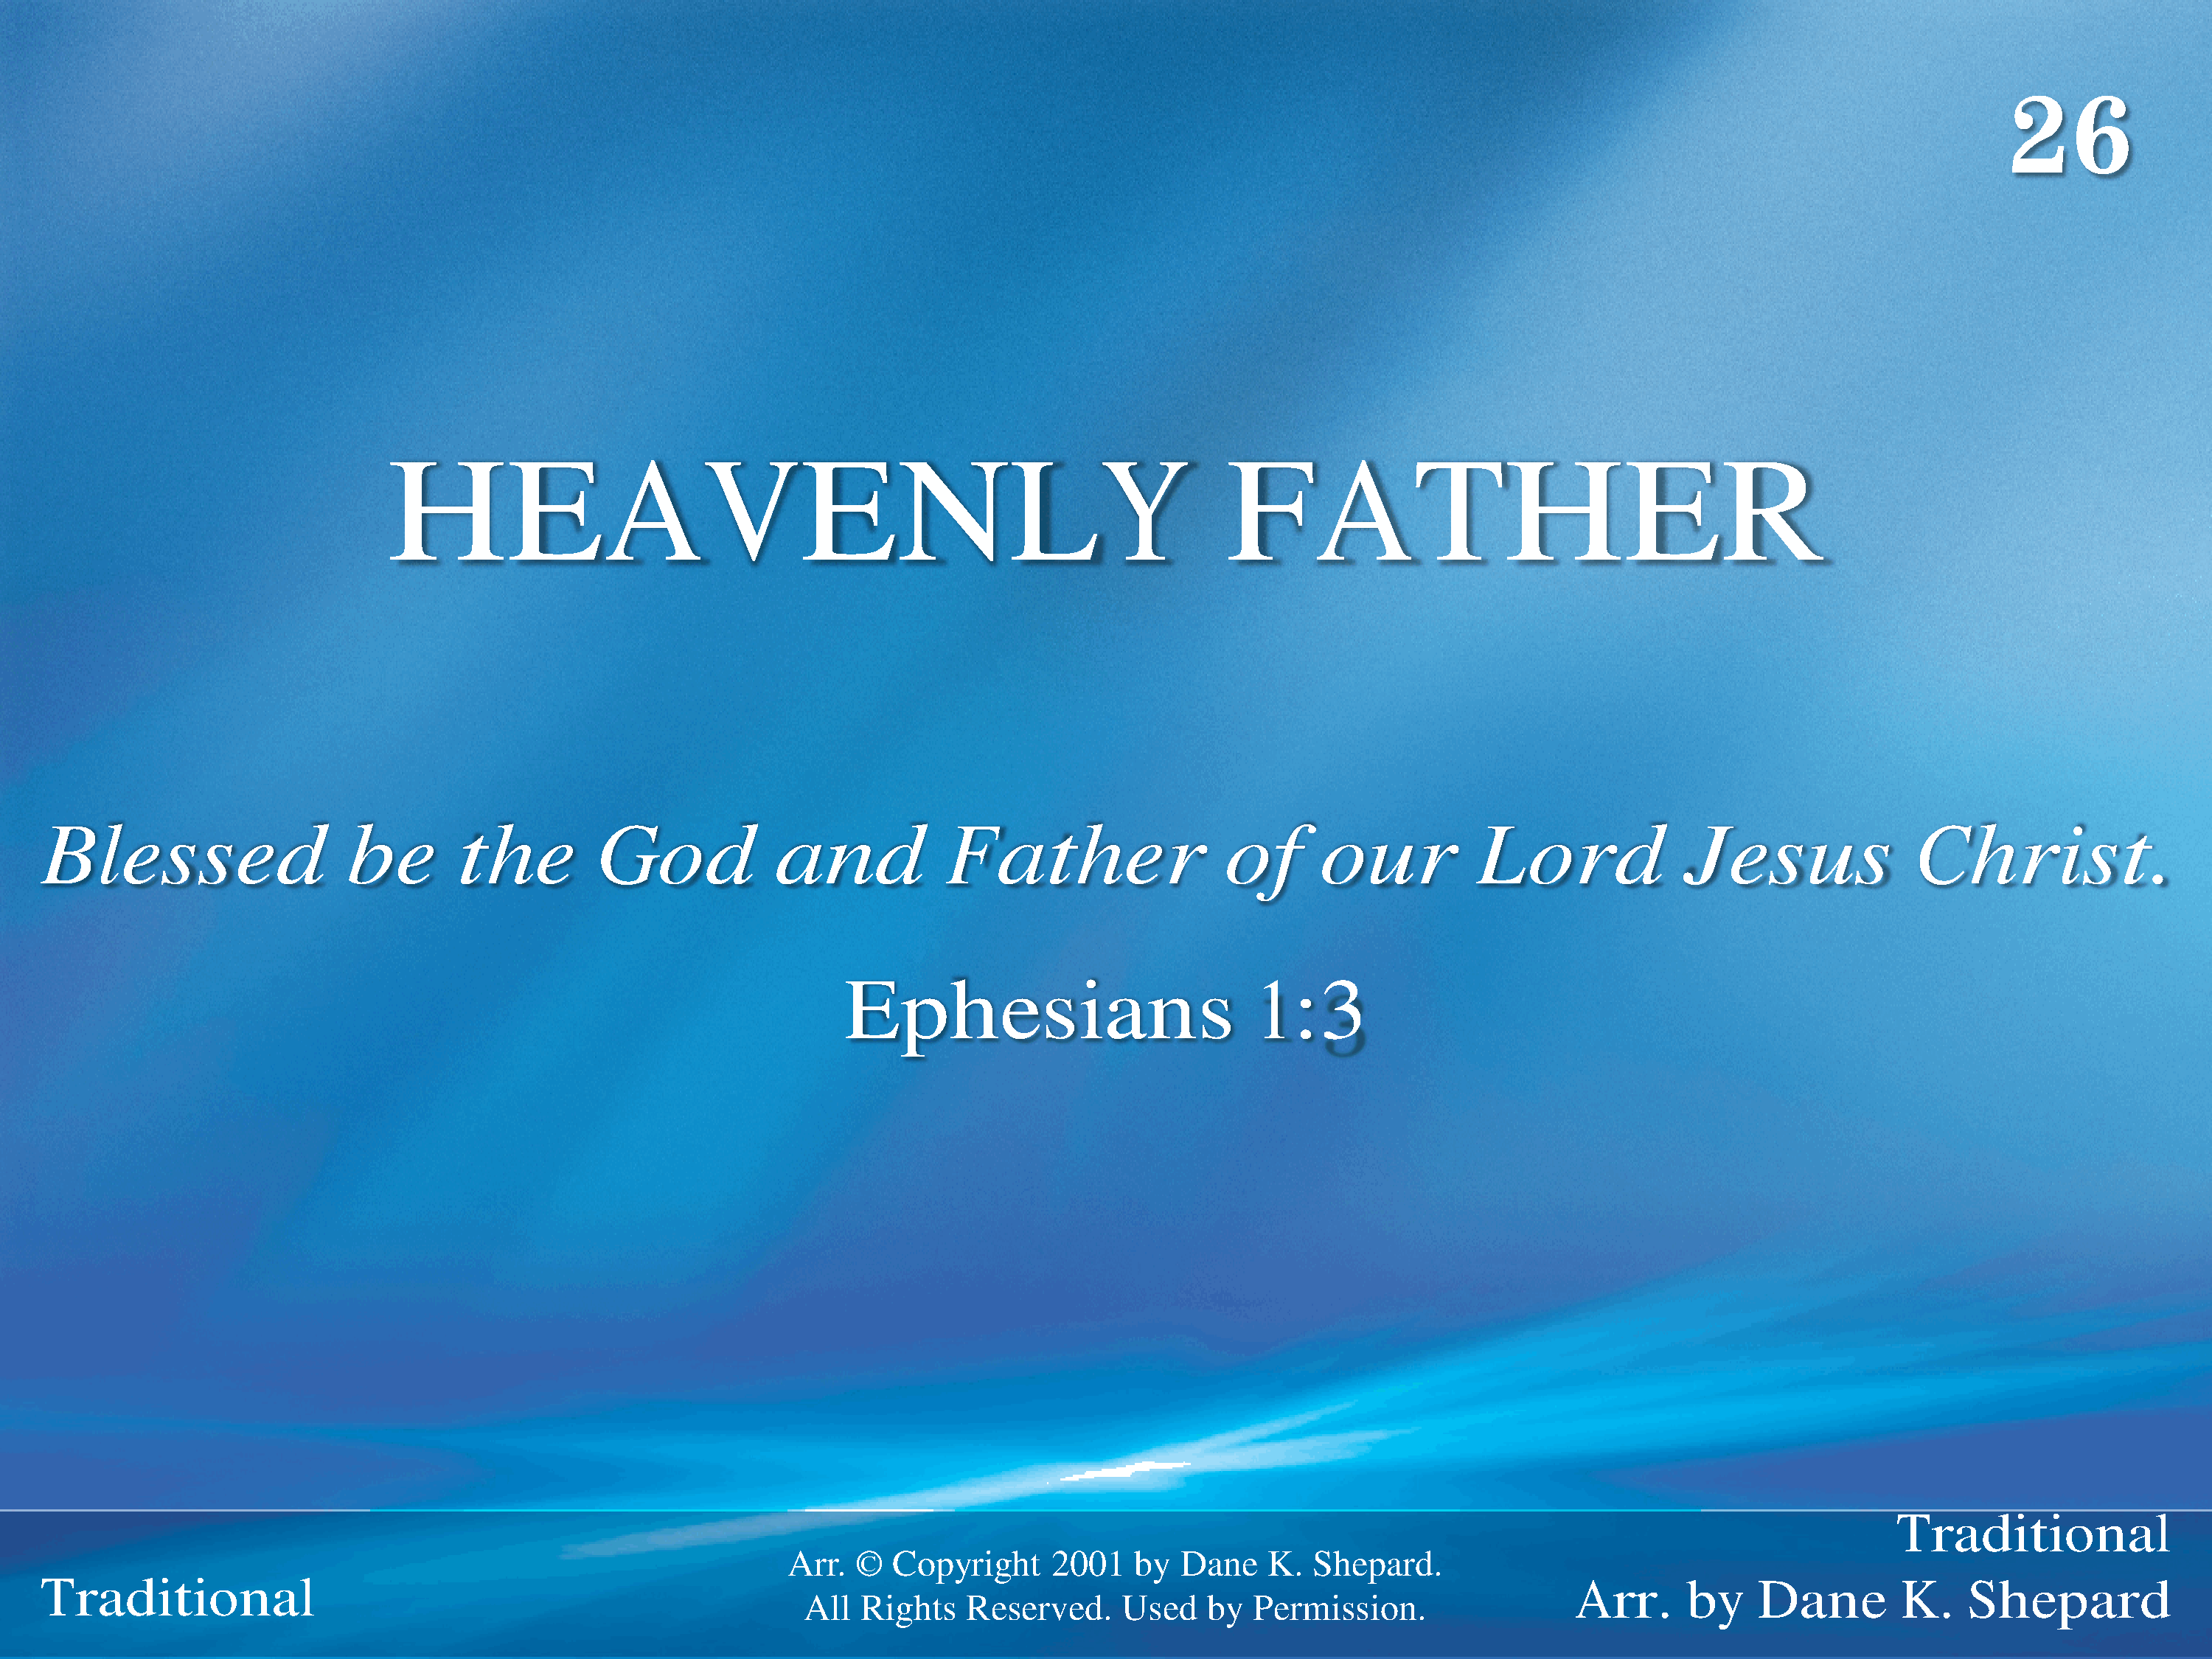 26
HEAVENLY FATHER
Blessed be the God and Father of our Lord Jesus Christ.
Ephesians 1:3
Traditional
Arr. © Copyright 2001 by Dane K. Shepard.
All Rights Reserved. Used by Permission.
Traditional
Arr. by Dane K. Shepard